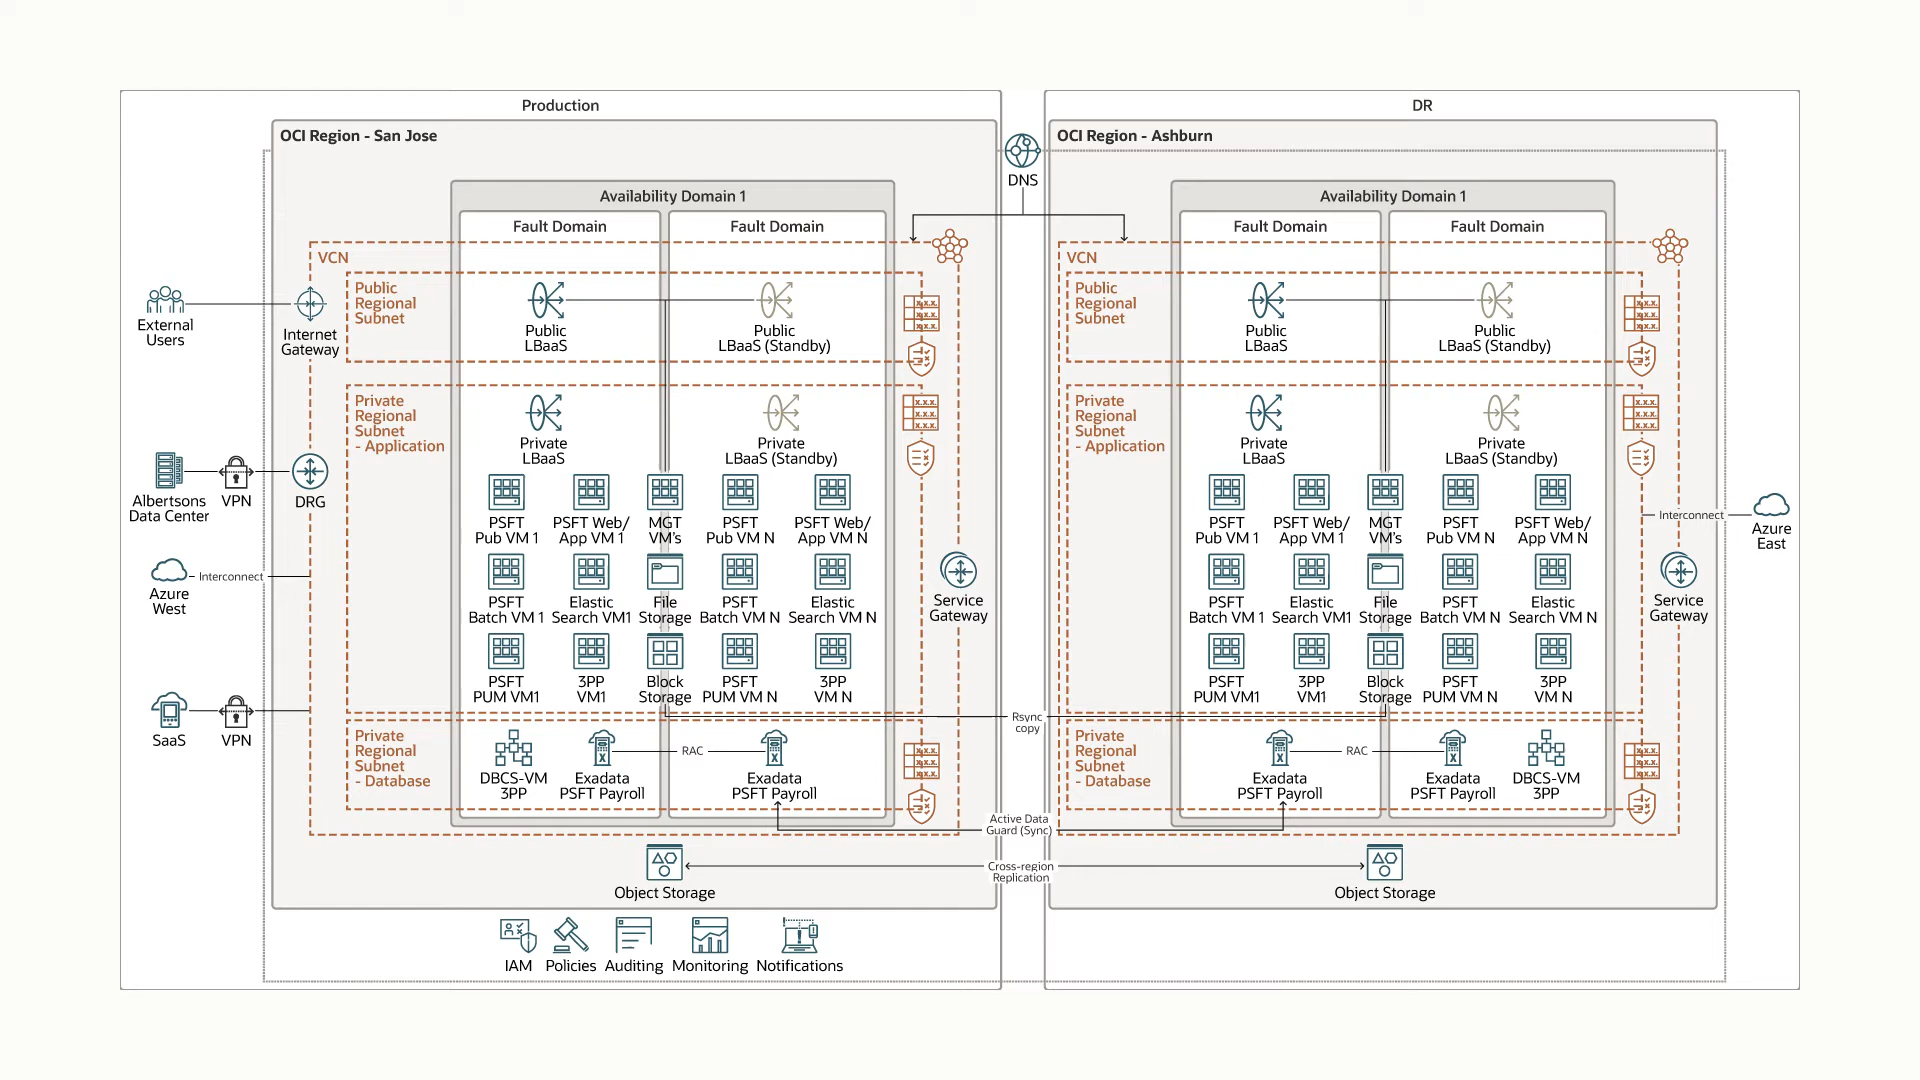 Production
DR
OCI Region - San Jose
OCI Region - Ashburn
DNS
Availability Domain 1
Fault Domain
Fault Domain
VCN
Public
Regional
Subnet
Public
LBaaS
Public
LBaaS (Standby)
External
Users
Internet
Gateway
Private
Regional
Subnet
- Application
Private
LBaaS
Private
LBaaS (Standby)
Albertsons
Data Center
VPN
DRG
PSFT
Pub VM 1
PSFT Web/
App VM 1
MGT
VM's
PSFT
Pub VM N
PSFT Web/
App VM N
Azure
West
Interconnect
PSFT
Batch VM 1
Elastic
Search VM1
File
Storage
PSFT
Batch VM N
Elastic
Search VM N
Service
Gateway
PSFT
PUM VM1
3PP
VM1
Block
Storage
PSFT
PUM VM N
3PP
VM N
SaaS
VPN
Private
Regional
Subnet
- Database
DBCS-VM
3PP
Exadata
PSFT Payroll
RAC
Exadata
PSFT Payroll
Object Storage
Rsync
copy
Active Data
Guard (Sync)
Cross-region
Replication
Availability Domain 1
Fault Domain
Fault Domain
VCN
Public
Regional
Subnet
Public
LBaaS
Public
LBaaS (Standby)
Private
Regional
Subnet
- Application
Private
LBaaS
Private
LBaaS (Standby)
PSFT
Pub VM 1
PSFT Web/
App VM 1
MGT
VM's
PSFT
Pub VM N
PSFT Web/
App VM N
Interconnect
Azure
East
PSFT
Batch VM 1
Elastic
Search VM1
File
Storage
PSFT
Batch VM N
Elastic
Search VM N
Service
Gateway
PSFT
PUM VM1
3PP
VM1
Block
Storage
PSFT
PUM VM N
3PP
VM N
Private
Regional
Subnet
- Database
Exadata
PSFT Payroll
RAC
Exadata
PSFT Payroll
DBCS-VM
3PP
Object Storage
IAM
Policies
Auditing
Monitoring
Notifications